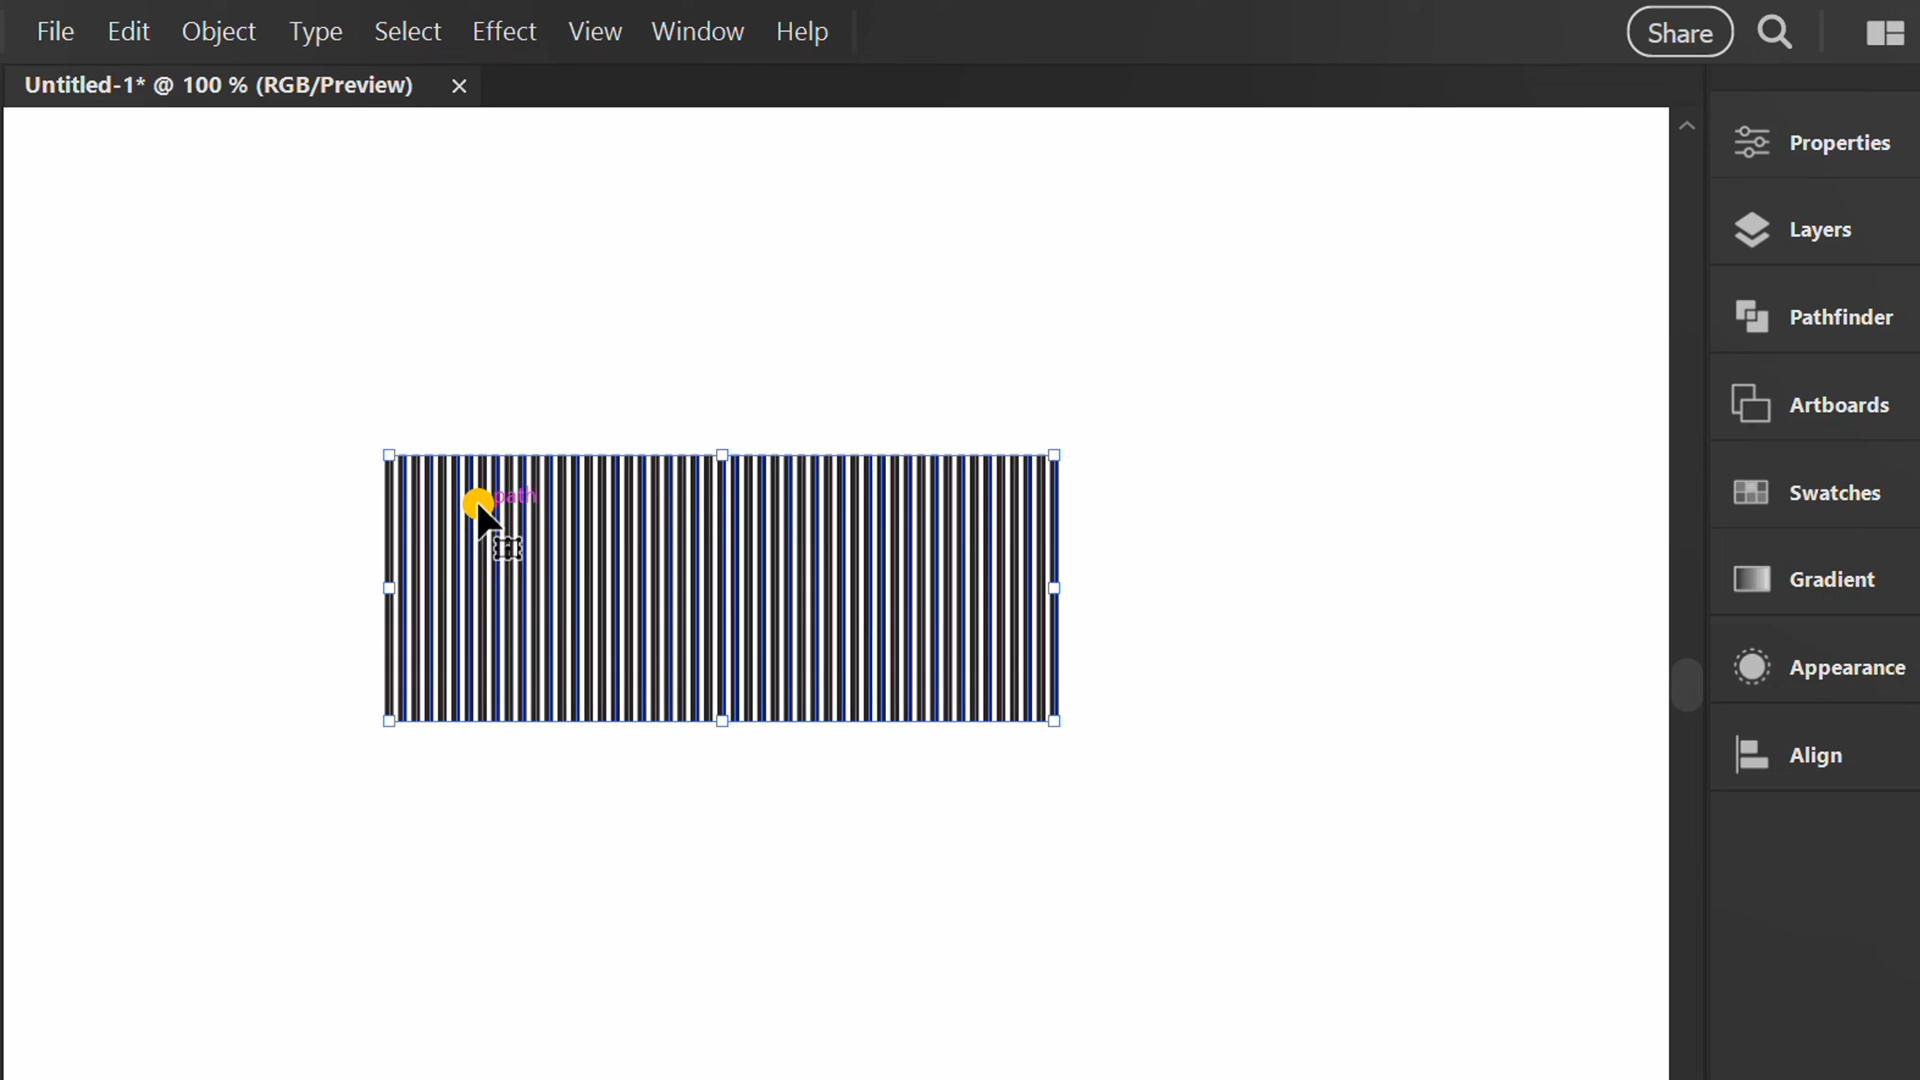 File Edit Object Type Select Effect View Window Help Share
Untitled-1* @ 100 % (RGB/Preview) ×
Properties
Layers
Pathfinder
Artboards
Swatches
Gradient
Appearance
Align
path